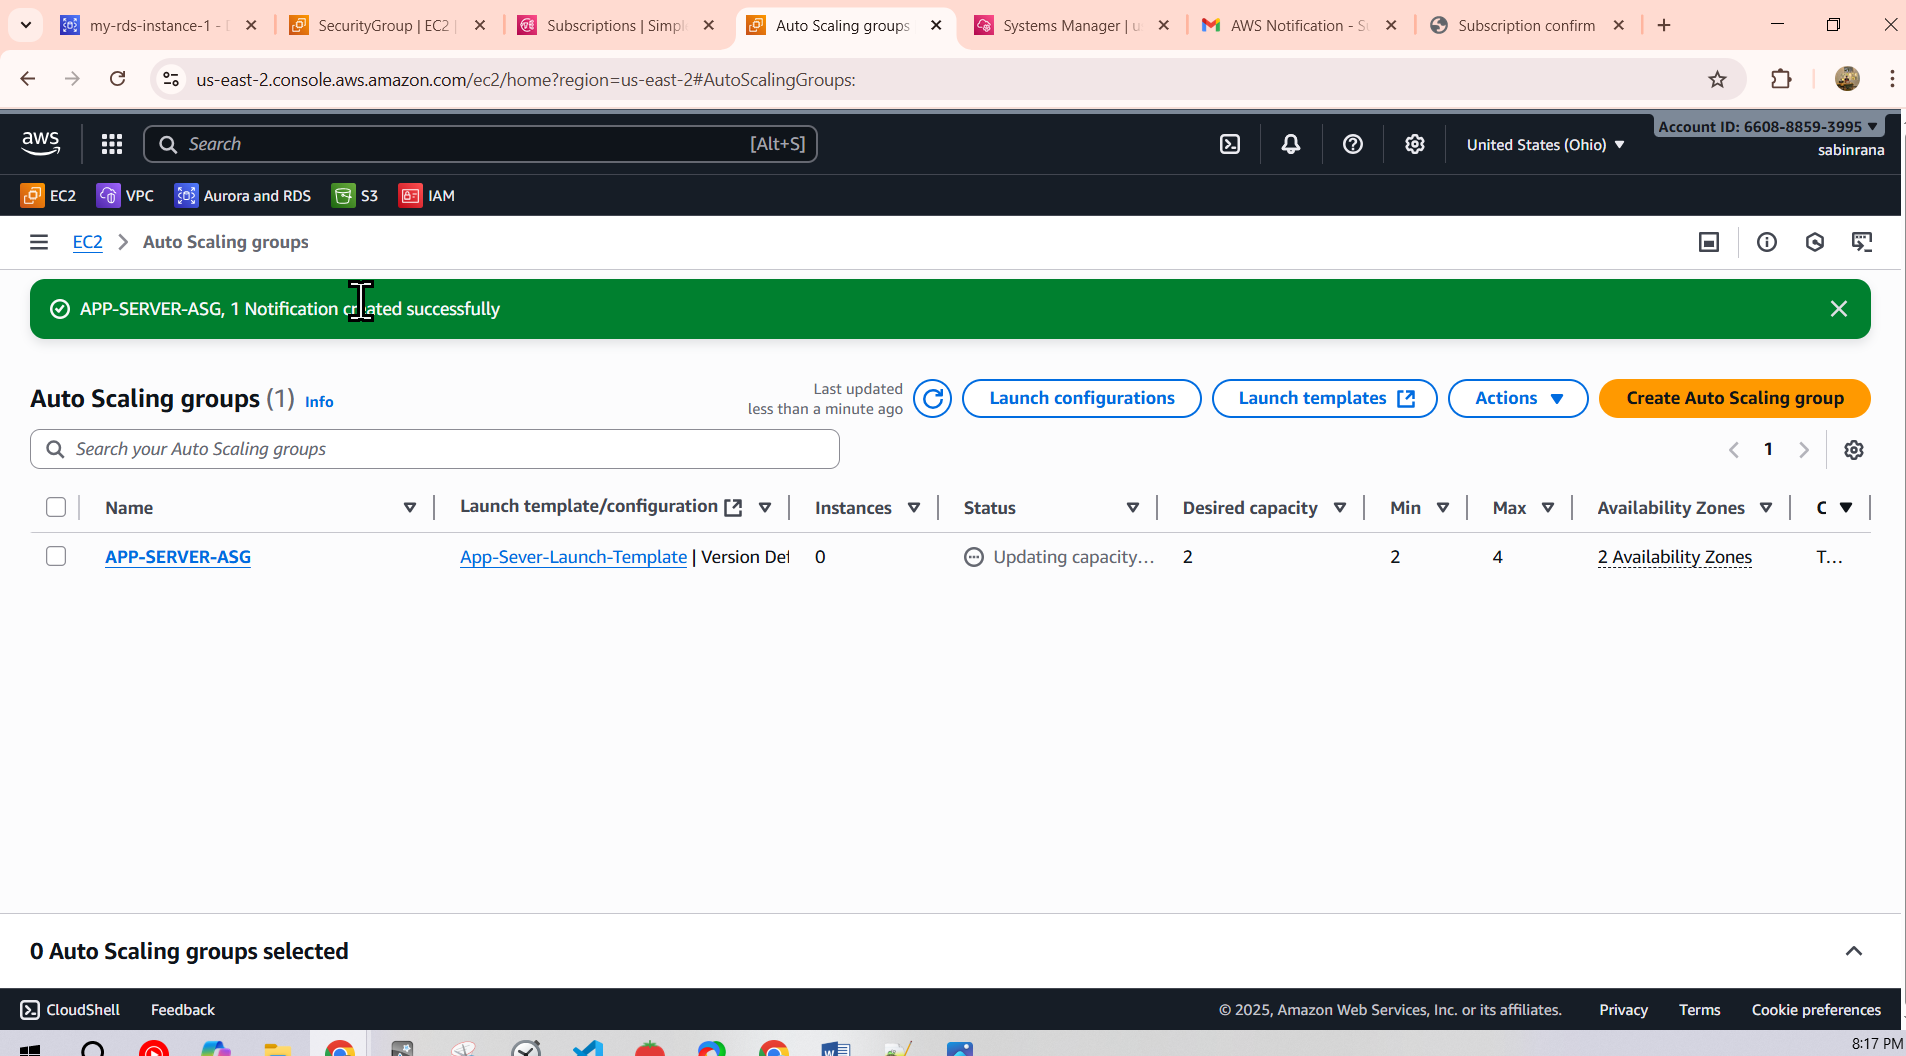 my-rds-instance-1 -
SecurityGroup | EC2 |
Subscriptions | Simpl
Auto Scaling groups
Systems Manager | u
AWS Notification - Su
Subscription confirm
us-east-2.console.aws.amazon.com/ec2/home?region=us-east-2#AutoScalingGroups:
aws
Search
[Alt+S]
United States (Ohio)
Account ID: 6608-8859-3995
sabinrana
EC2
VPC
Aurora and RDS
S3
IAM
EC2 > Auto Scaling groups
APP-SERVER-ASG, 1 Notification created successfully
Auto Scaling groups (1) Info
Last updated
less than a minute ago
Launch configurations
Launch templates
Actions
Create Auto Scaling group
Search your Auto Scaling groups
1
Name
Launch template/configuration
Instances
Status
Desired capacity
Min
Max
Availability Zones
C
APP-SERVER-ASG
App-Sever-Launch-Template | Version Def
0
Updating capacity...
2
2
4
2 Availability Zones
T...
0 Auto Scaling groups selected
CloudShell
Feedback
© 2025, Amazon Web Services, Inc. or its affiliates.
Privacy
Terms
Cookie preferences
8:17 PM